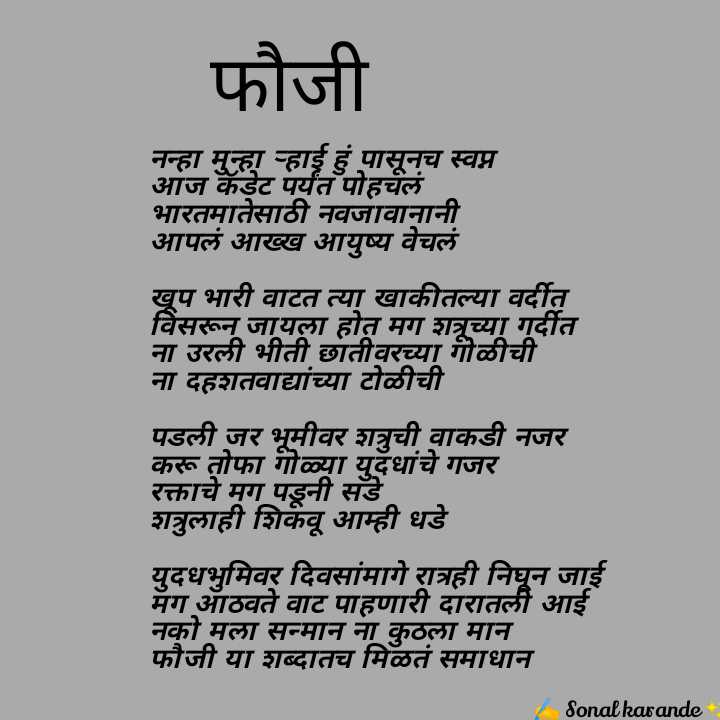 फौजी
नन्हा मुन्हा ऱ्हाई हुं पासूनच स्वप्न
आज कॅडेट पर्यंत पोहचलं
भारतमातेसाठी नवजावानानी
आपलं आख्ख आयुष्य वेचलं
खूप भारी वाटत त्या खाकीतल्या वर्दीत
विसरून जायला होत मग शत्रूच्या गर्दीत
ना उरली भीती छातीवरच्या गोळीची
ना दहशतवाद्यांच्या टोळीची
पडली जर भूमीवर शत्रुची वाकडी नजर
करू तोफा गोळ्या युदधांचे गजर
रक्ताचे मग पडूनी सडे
शत्रुलाही शिकवू आम्ही धडे
युदधभुमिवर दिवसांमागे रात्रही निघून जाई
मग आठवते वाट पाहणारी दारातली आई
नको मला सन्मान ना कुठला मान
फौजी या शब्दातच मिळतं समाधान
✍️ Sonal karande ✨